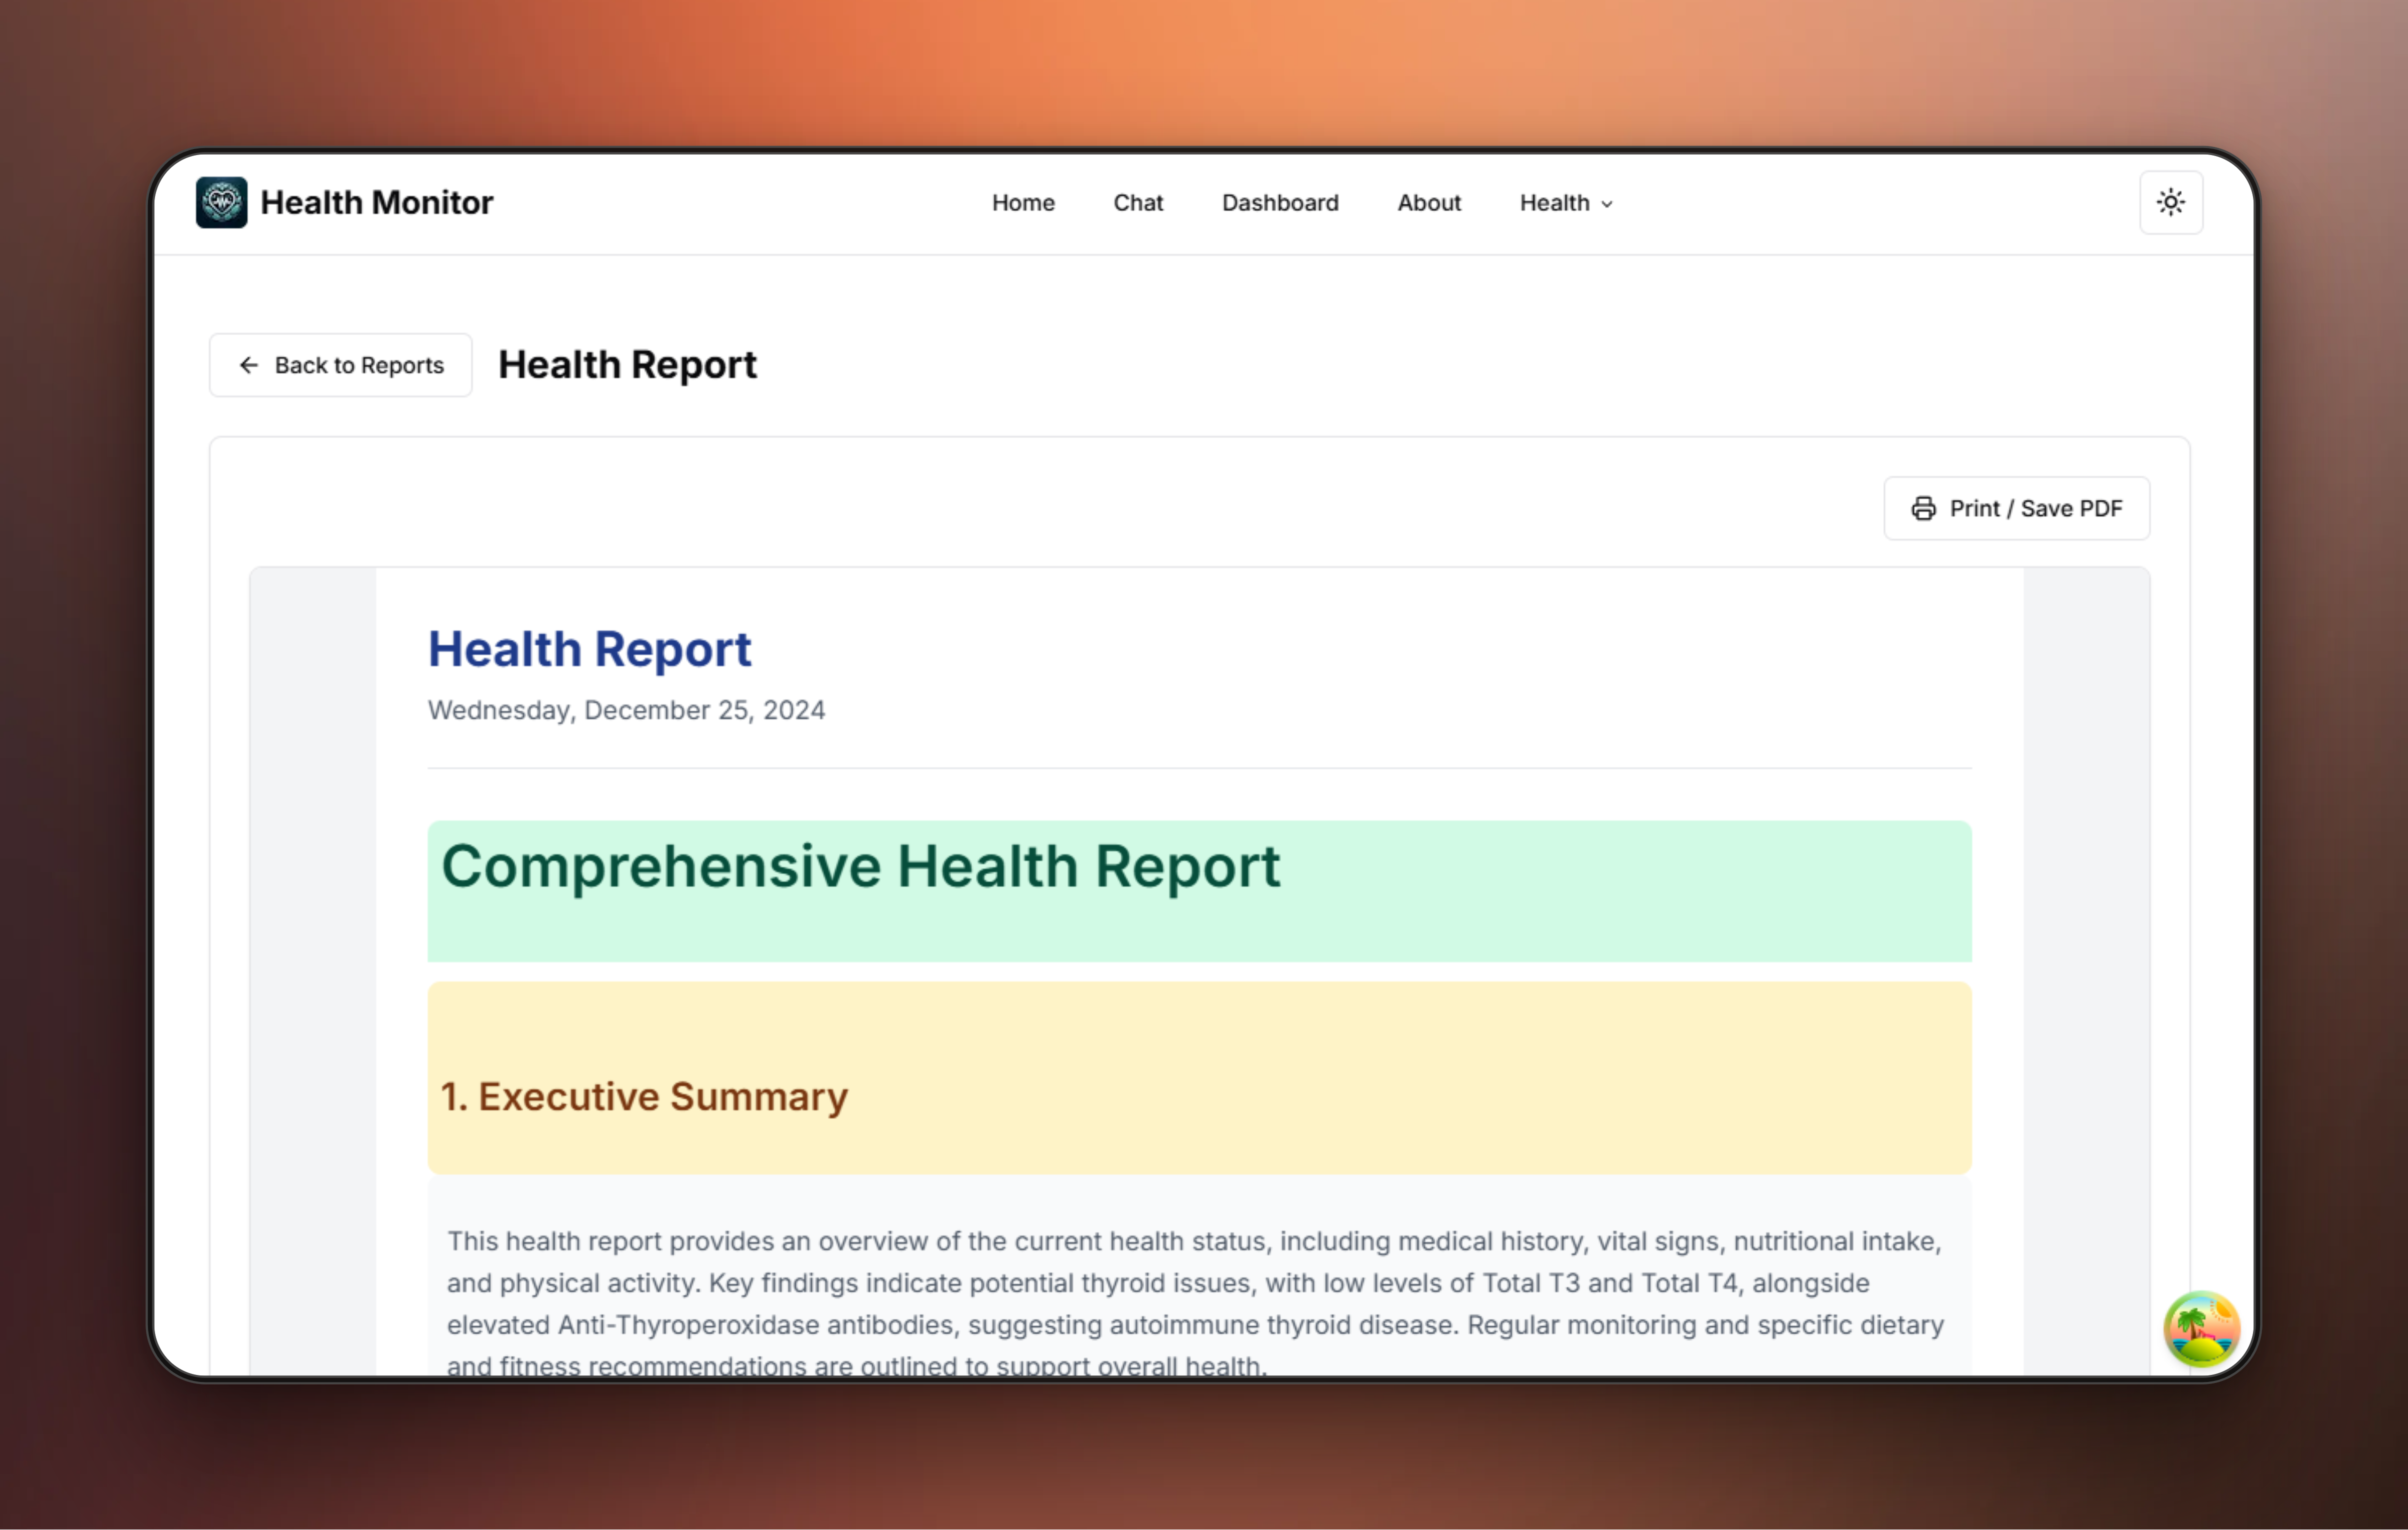 Health Monitor
Home
Chat
Dashboard
About
Health
Back to Reports
Health Report
Print / Save PDF
Health Report
Wednesday, December 25, 2024
Comprehensive Health Report
1. Executive Summary
This health report provides an overview of the current health status, including medical history, vital signs, nutritional intake,
and physical activity. Key findings indicate potential thyroid issues, with low levels of Total T3 and Total T4, alongside
elevated Anti-Thyroperoxidase antibodies, suggesting autoimmune thyroid disease. Regular monitoring and specific dietary
and fitness recommendations are outlined to support overall health.